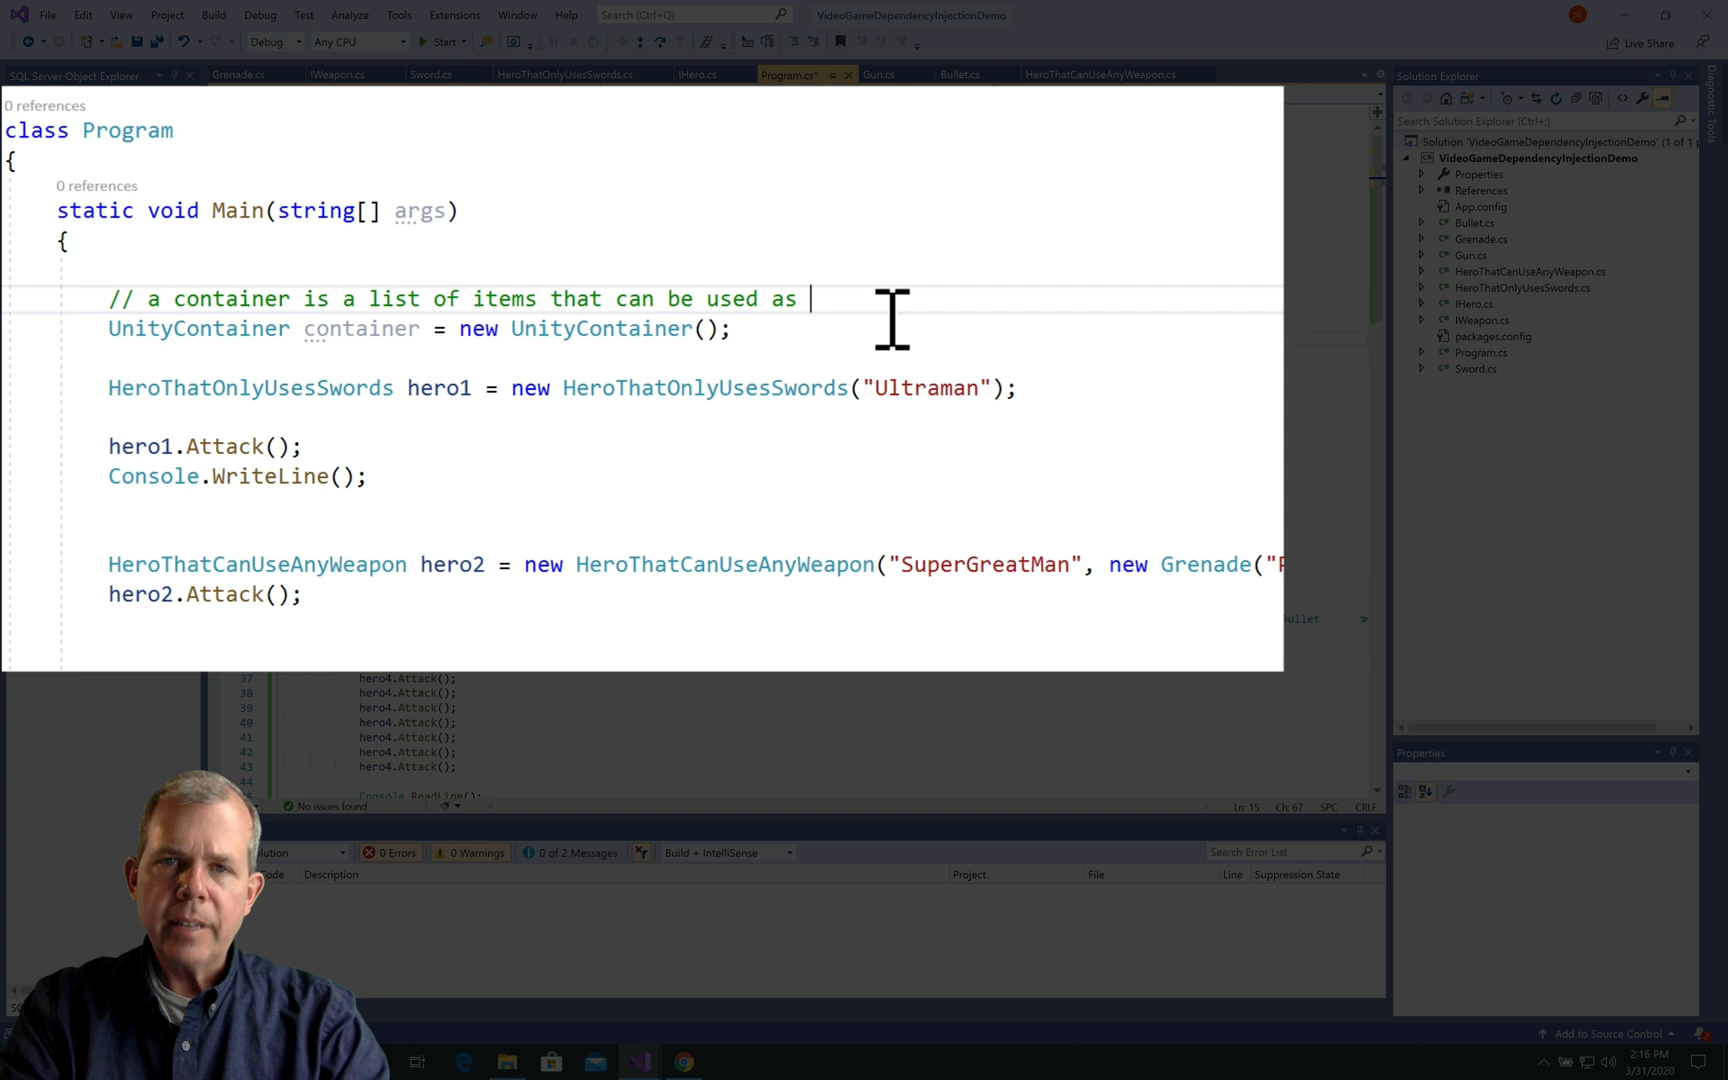 File Edit View Project Build Debug Test Analyze Tools Extensions Window Help Search (Ctrl+Q) VideoGameDependencyInjectionDemo
Debug Any CPU Start Live Share
SQL Server Object Explorer Grenade.cs IWeapon.cs Sword.cs HeroThatOnlyUsesSwords.cs IHero.cs Program.cs* Gun.cs Bullet.cs HeroThatCanUseAnyWeapon.cs
0 references
class Program
{
0 references
static void Main(string[] args)
{
// a container is a list of items that can be used as
UnityContainer container = new UnityContainer();
HeroThatOnlyUsesSwords hero1 = new HeroThatOnlyUsesSwords("Ultraman");
hero1.Attack();
Console.WriteLine();
HeroThatCanUseAnyWeapon hero2 = new HeroThatCanUseAnyWeapon("SuperGreatMan", new Grenade("
hero2.Attack();
37 hero4.Attack();
38 hero4.Attack();
39 hero4.Attack();
40 hero4.Attack();
41 hero4.Attack();
42 hero4.Attack();
43 hero4.Attack();
44
Console.ReadLine();
No issues found Ln: 15 Ch: 67 SPC CRLF
0 Errors 0 Warnings 0 of 2 Messages Build + IntelliSense Search Error List
Code Description Project File Line Suppression State
Solution Explorer
Search Solution Explorer (Ctrl+;)
Solution 'VideoGameDependencyInjectionDemo' (1 of 1
VideoGameDependencyInjectionDemo
Properties
References
App.config
Bullet.cs
Grenade.cs
Gun.cs
HeroThatCanUseAnyWeapon.cs
HeroThatOnlyUsesSwords.cs
IHero.cs
IWeapon.cs
packages.config
Program.cs
Sword.cs
Properties
Diagnostic Tools
Add to Source Control
2:16 PM
3/31/2020